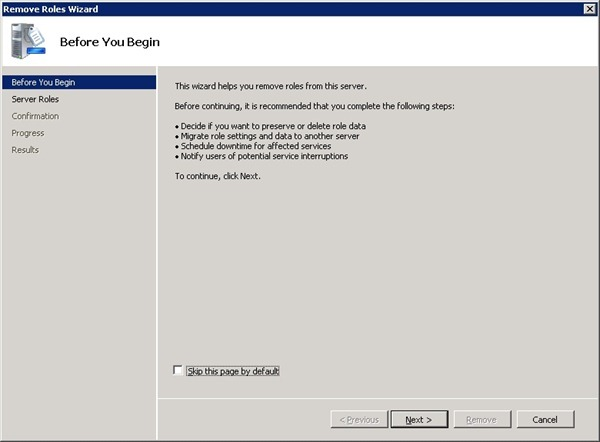 Remove Roles Wizard
Before You Begin
Before You Begin
Server Roles
Confirmation
Progress
Results
This wizard helps you remove roles from this server.
Before continuing, it is recommended that you complete the following steps:
• Decide if you want to preserve or delete role data
• Migrate role settings and data to another server
• Schedule downtime for affected services
• Notify users of potential service interruptions
To continue, click Next.
Skip this page by default
< Previous
Next >
Remove
Cancel